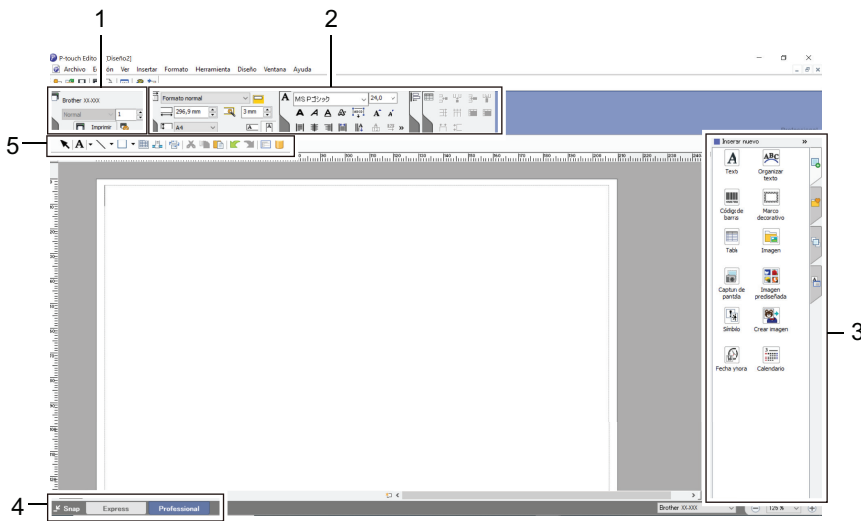 1
2
P-touch Edito
[Diseño2]
Archivo
E
ón
Ver
Insertar
Formato
Herramienta
Diseño
Ventana
Ayuda
Brother XX-XXX
Normal
1
Imprimir
Formato normal
296,9 mm
3 mm
A4
A
MS Pゴシック
24,0
5
Insertar nuevo
Texto
Organizar
texto
Código de
barras
Marco
decorativo
Tabla
Imagen
Captura de
pantalla
Imagen
prediseñada
Símbolo
Crear imagen
Fecha y hora
Calendario
3
4
Snap
Express
Professional
Brother XX-XXX
125 %